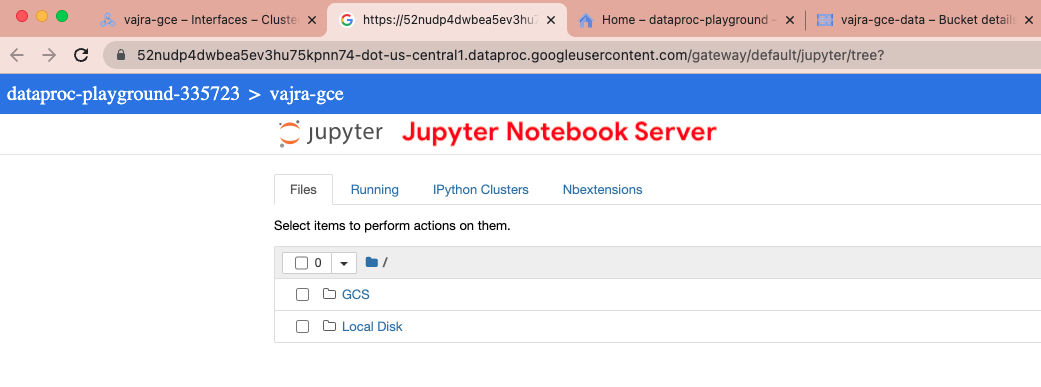 vajra-gce – Interfaces – Cluste
https://52nudp4dwbea5ev3hu7
Home – dataproc-playground –
vajra-gce-data – Bucket details
52nudp4dwbea5ev3hu75kpnn74-dot-us-central1.dataproc.googleusercontent.com/gateway/default/jupyter/tree?
dataproc-playground-335723 > vajra-gce
jupyter Jupyter Notebook Server
Files Running IPython Clusters Nbextensions
Select items to perform actions on them.
0 /
GCS
Local Disk